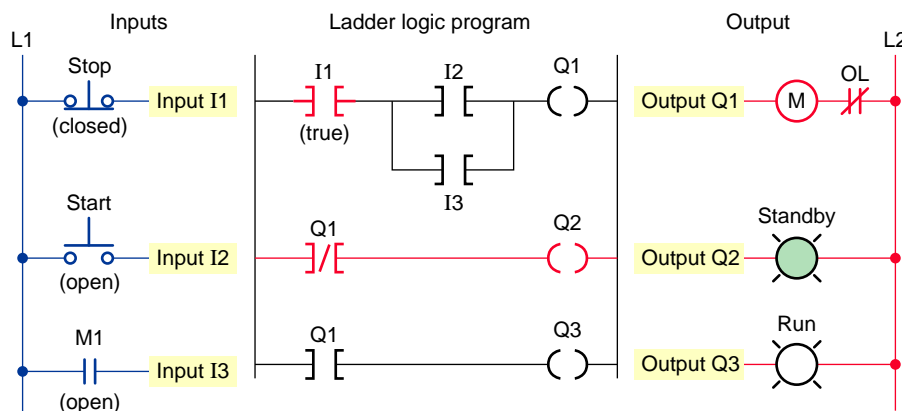 Inputs
Ladder logic program
Output
L1
L2
Stop
Input I1
(closed)
I1
(true)
I2
I3
Q1
Output Q1
M
OL
Start
Input I2
(open)
Q1
Q2
Output Q2
Standby
M1
Input I3
(open)
Q1
Q3
Output Q3
Run